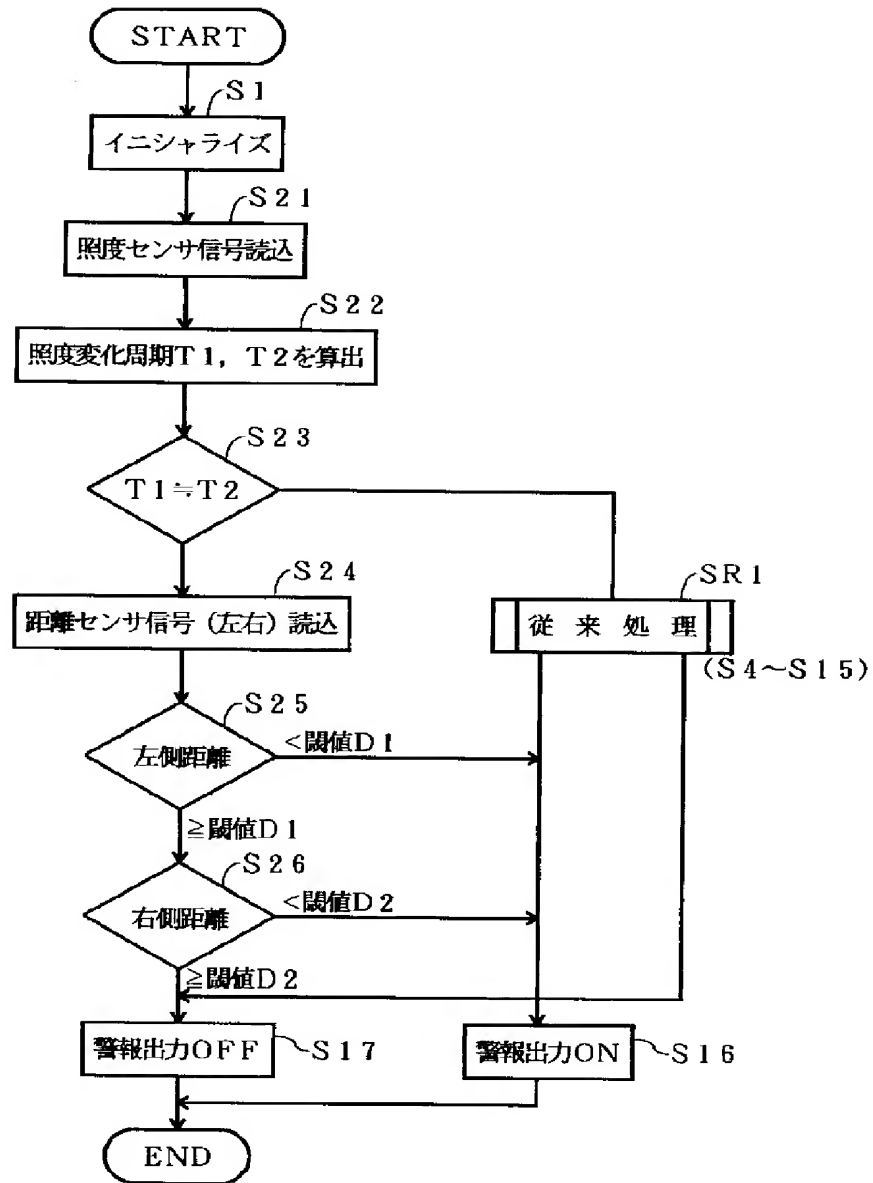 START
S1
イニシャライズ
S21
照度センサ信号読込
S22
照度変化周期T1，T2を算出
S23
T1≒T2
S24
距離センサ信号（左右）読込
SR1
従来処理
(S4～S15)
S25
左側距離
<閾値D1
≧閾値D1
S26
右側距離
<閾値D2
≧閾値D2
警報出力OFF
S17
警報出力ON
S16
END